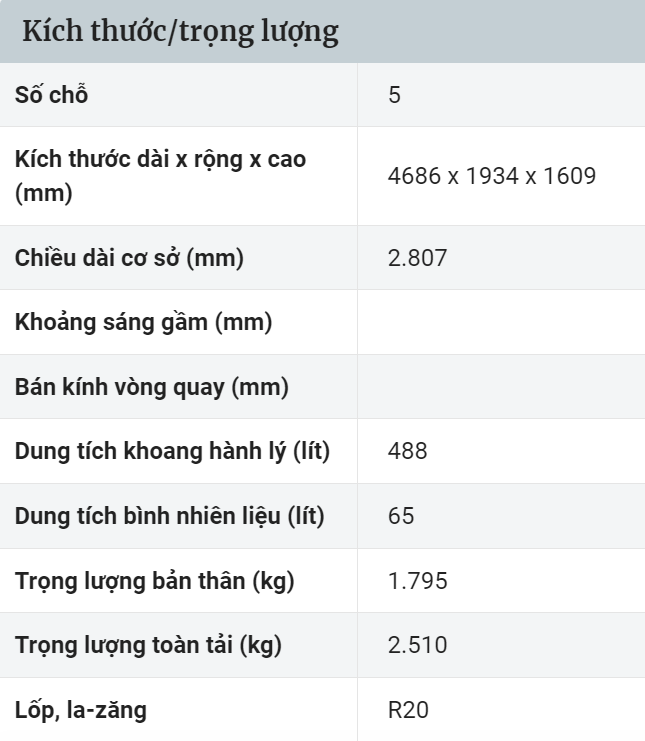 Kích thước/trọng lượng
Số chỗ 5
Kích thước dài x rộng x cao
(mm) 4686 x 1934 x 1609
Chiều dài cơ sở (mm) 2.807
Khoảng sáng gầm (mm)
Bán kính vòng quay (mm)
Dung tích khoang hành lý (lít) 488
Dung tích bình nhiên liệu (lít) 65
Trọng lượng bản thân (kg) 1.795
Trọng lượng toàn tải (kg) 2.510
Lốp, la-zăng R20